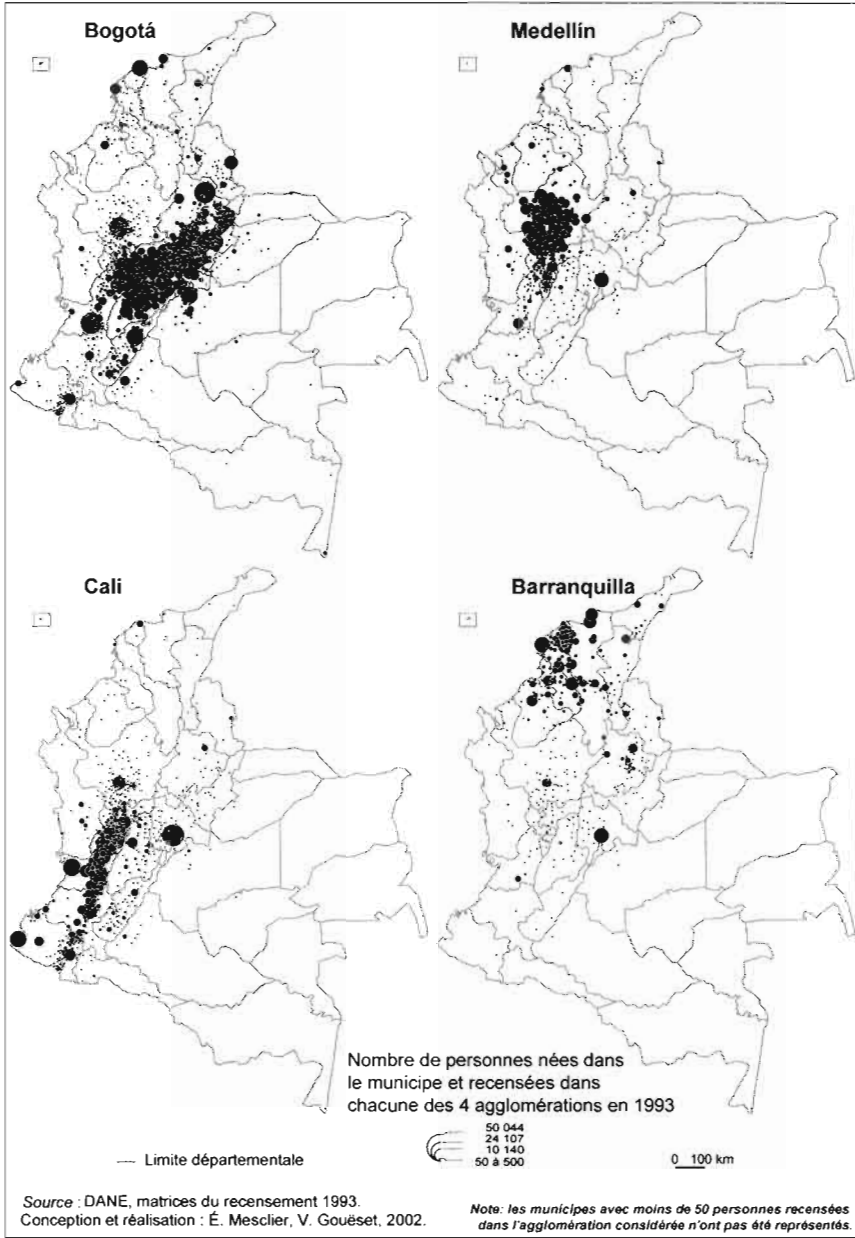 Bogotá
Medellín
Cali
Barranquilla
Nombre de personnes nées dans
le municipe et recensées dans
chacune des 4 agglomérations en 1993
50 044
24 107
10 140
50 à 500
Limite départementale
0 100 km
Source : DANE, matrices du recensement 1993.
Conception et réalisation : É. Mesclier, V. Gouëset, 2002.
Note: les municipes avec moins de 50 personnes recensées
dans l'agglomération considérée n'ont pas été représentés.